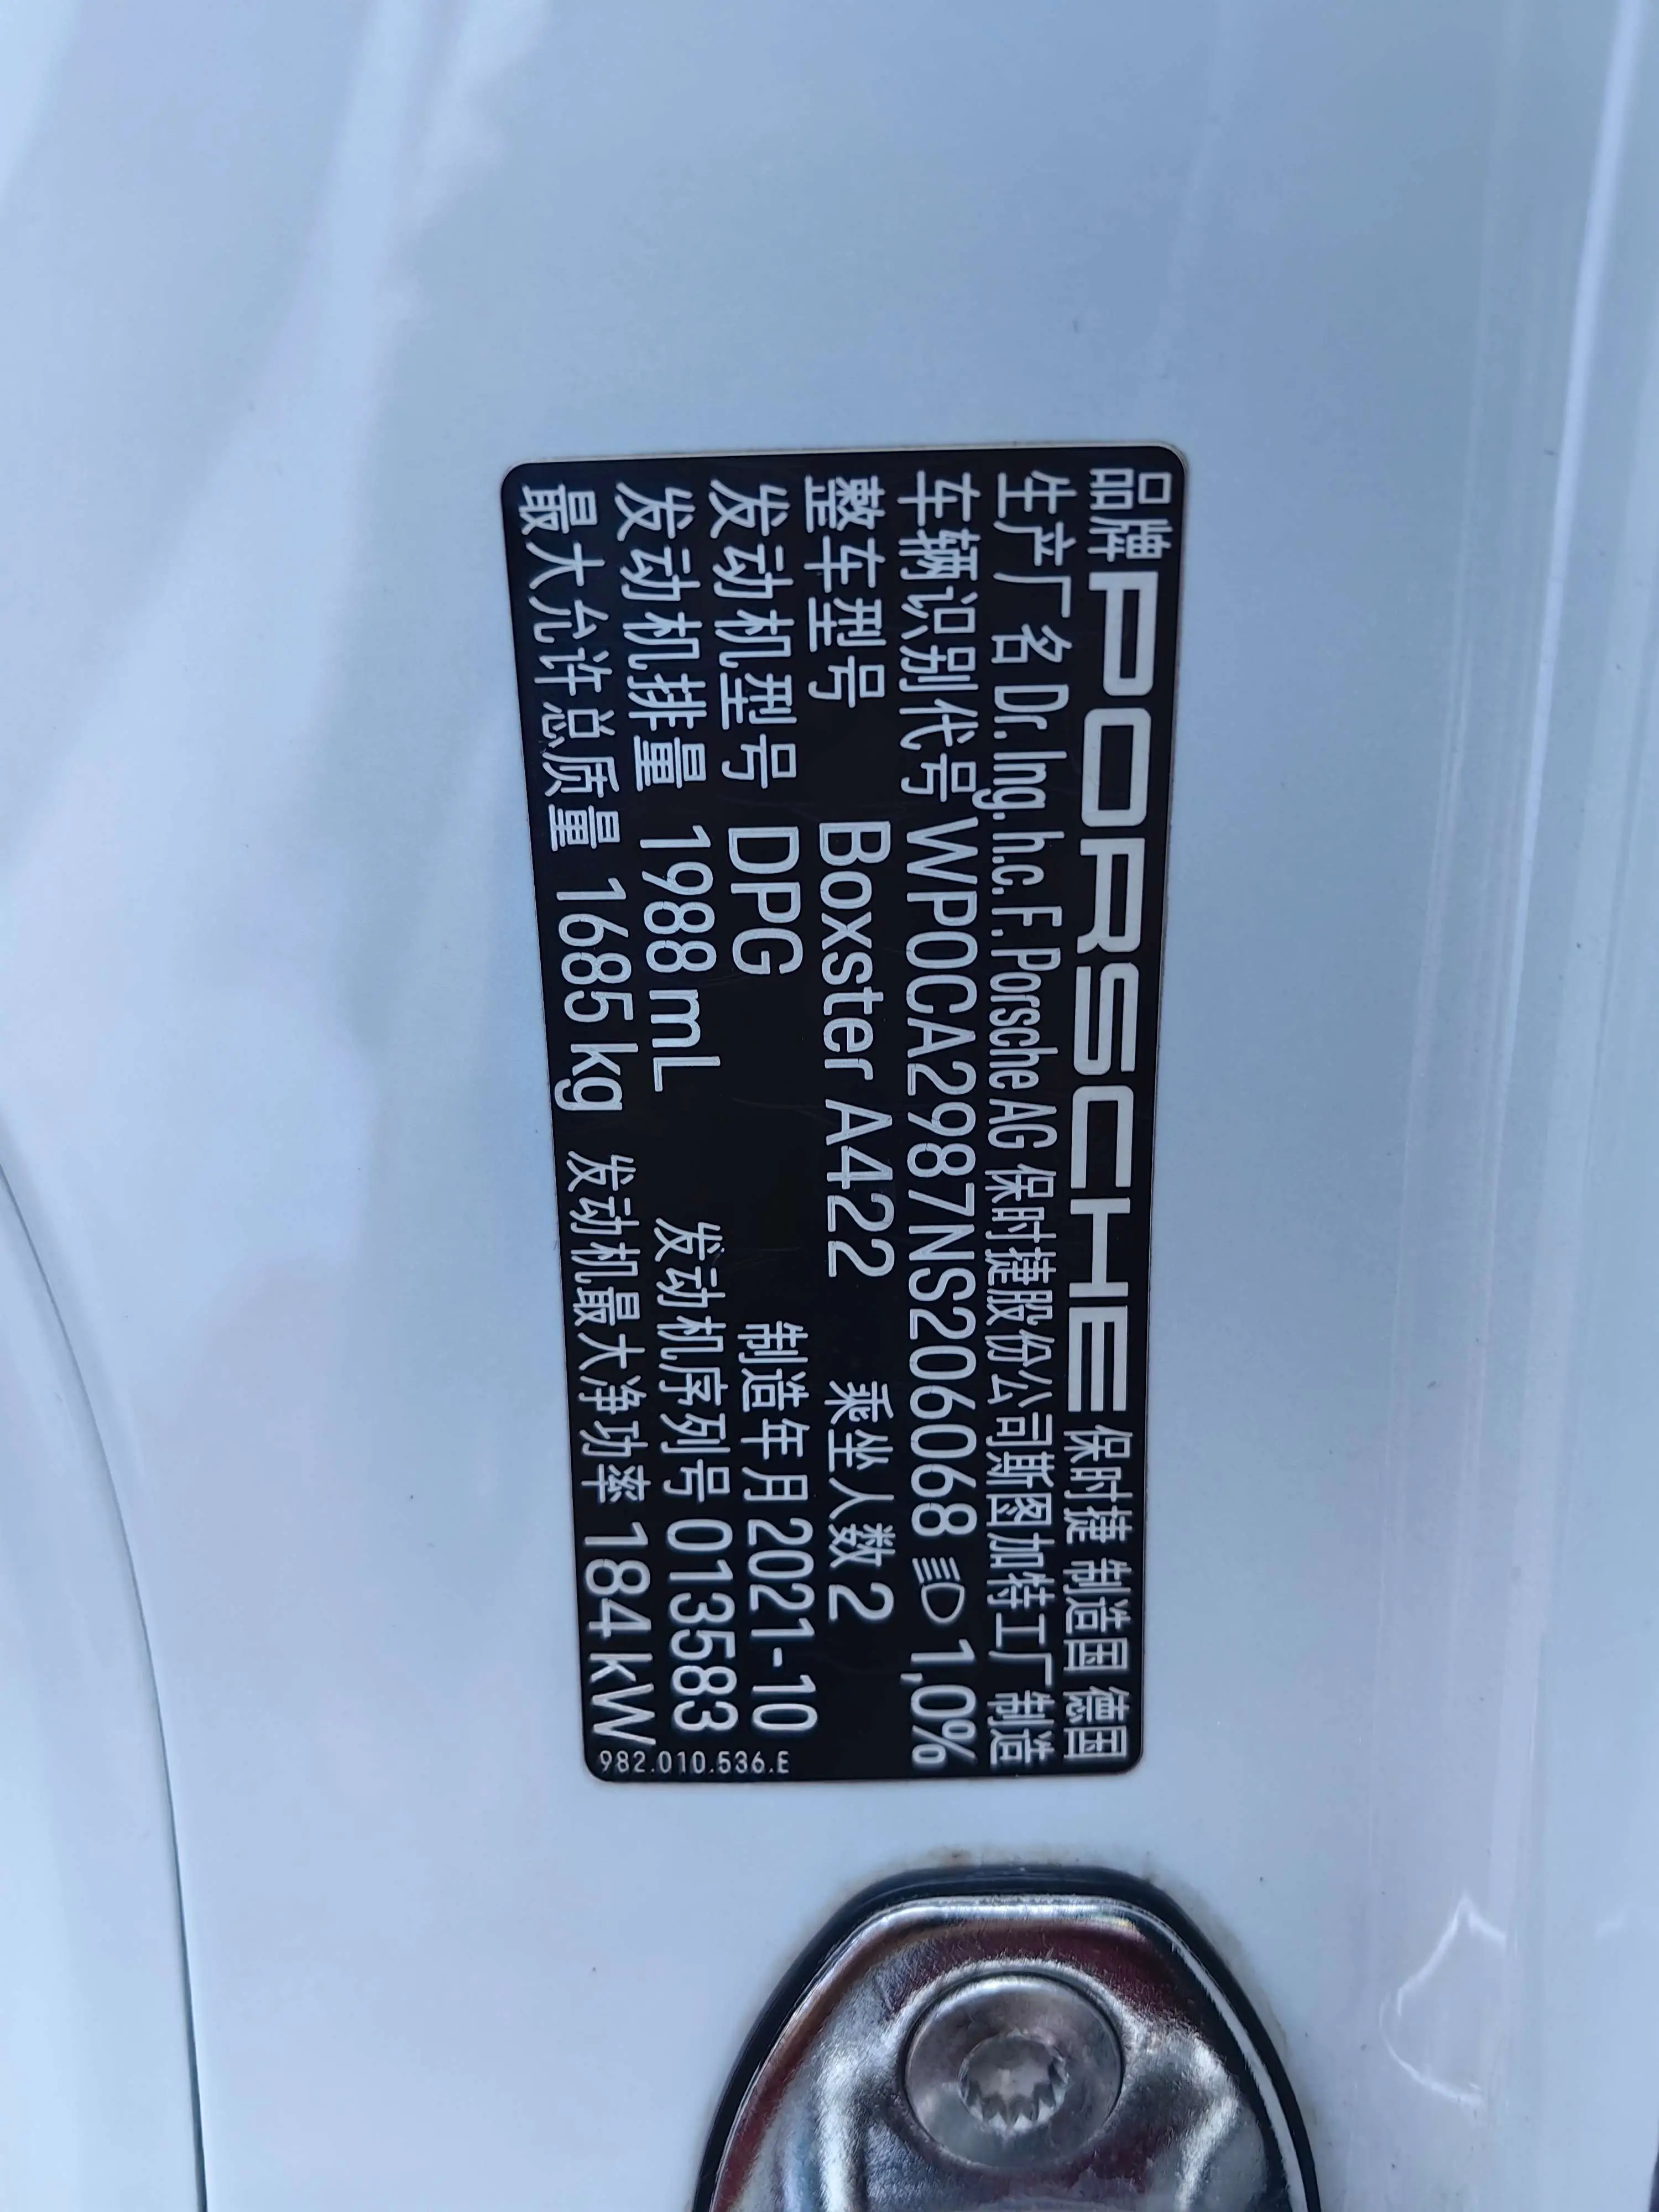 品牌 PORSCHE 保时捷 制造国 德国
生产厂名 Dr. Ing. h.c. F. Porsche AG 保时捷股份公司斯图加特工厂制造
车辆识别代号 WP0CA2987NS206068 1,0%
整车型号 Boxster A422 乘坐人数 2
发动机型号 DPG 制造年月 2021-10
发动机排量 1988 mL 发动机序列号 013583
最大允许总质量 1685 kg 发动机最大净功率 184 kW
982.010.536.E